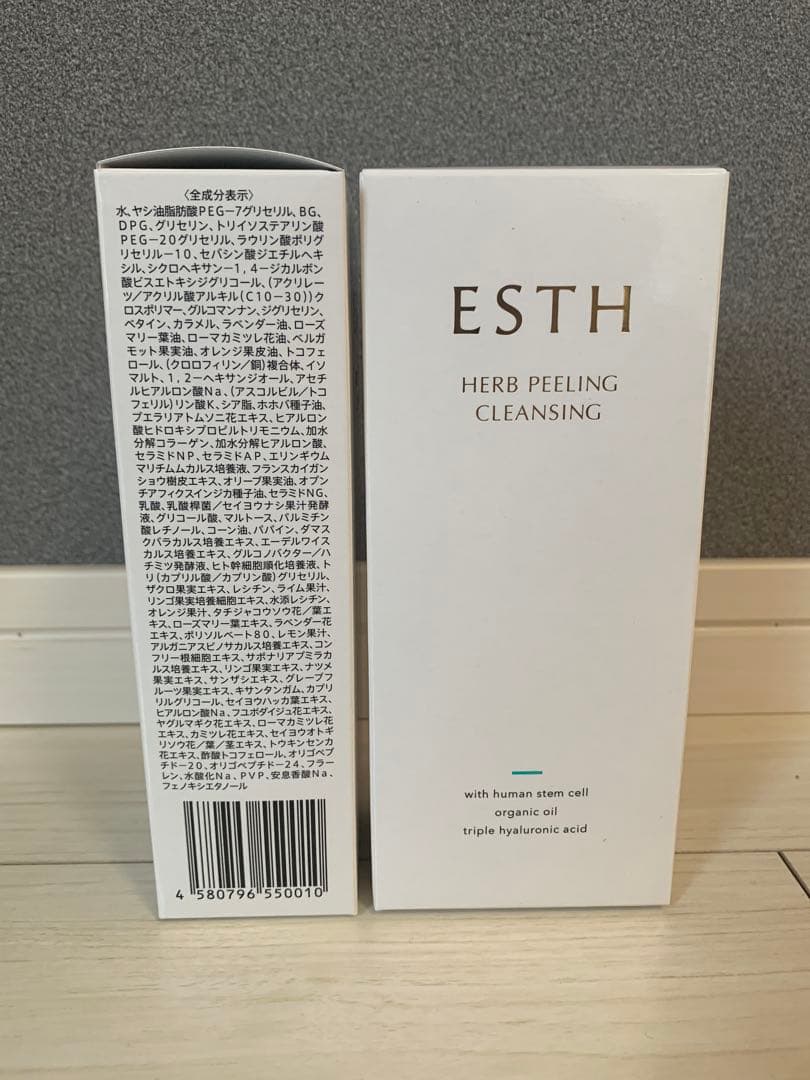 〈全成分表示〉
水、ヤシ油脂肪酸PEG-7グリセリル、BG、
DPG、グリセリン、トリイソステアリン酸
PEG-20グリセリル、ラウリン酸ポリグ
リセリル-10、セバシン酸ジエチルヘキ
シル、シクロヘキサン-1,4-ジカルボン
酸ビスエトキシジグリコール、(アクリレー
ツ/アクリル酸アルキル(C10-30))ク
ロスポリマー、グルコマンナン、ジグリセリン、
ベタイン、カラメル、ラベンダー油、ローズ
マリー葉油、ローマカミツレ花油、ベルガ
モット果実油、オレンジ果皮油、トコフェ
ロール、(クロロフィリン/銅)複合体、イソ
マルト、1,2-ヘキサンジオール、アセチ
ルヒアルロン酸Na、(アスコルビル/トコ
フェリル)リン酸K、シア脂、ホホバ種子油、
プエラリアトムソニ花エキス、ヒアルロン
酸ヒドロキシプロピルトリモニウム、加水
分解コラーゲン、加水分解ヒアルロン酸、
セラミドNP、セラミドAP、エリンギウム
マリチムムカルス培養液、フランスカイガン
ショウ樹皮エキス、オリーブ果実油、オプン
チアフィクスインジカ種子油、セラミドNG、
乳酸、乳酸桿菌/セイヨウナシ果汁発酵
液、グリコール酸、マルトース、パルミチン
酸レチノール、コーン油、パパイン、ダマス
クバラカルス培養エキス、エーデルワイス
カルス培養エキス、グルコノバクター/ハ
チミツ発酵液、ヒト幹細胞順化培養液、ト
リ(カプリル酸/カプリン酸)グリセリル、
ザクロ果実エキス、レシチン、ライム果汁、
リンゴ果実培養細胞エキス、水添レシチン、
オレンジ果汁、タチジャコウソウ花/葉エ
キス、ローズマリー葉エキス、ラベンダー花
エキス、ポリソルベート80、レモン果汁、
アルガニアスピノサカルス培養エキス、コン
フリー根細胞エキス、サポナリアプミラカ
ルス培養エキス、リンゴ果実エキス、ナツメ
果実エキス、サンザシエキス、グレープフ
ルーツ果実エキス、キサンタンガム、カプリ
リルグリコール、セイヨウハッカ葉エキス、
ヒアルロン酸Na、フユボダイジュ花エキス、
ヤグルマギク花エキス、ローマカミツレ花
エキス、カミツレ花エキス、セイヨウオトギ
リソウ花/葉/茎エキス、トウキンセンカ
花エキス、酢酸トコフェロール、オリゴペプ
チド-20、オリゴペプチド-24、フラー
レン、水酸化Na、PVP、安息香酸Na、
フェノキシエタノール
4 580796 550010
ESTH
HERB PEELING
CLEANSING
with human stem cell
organic oil
triple hyaluronic acid